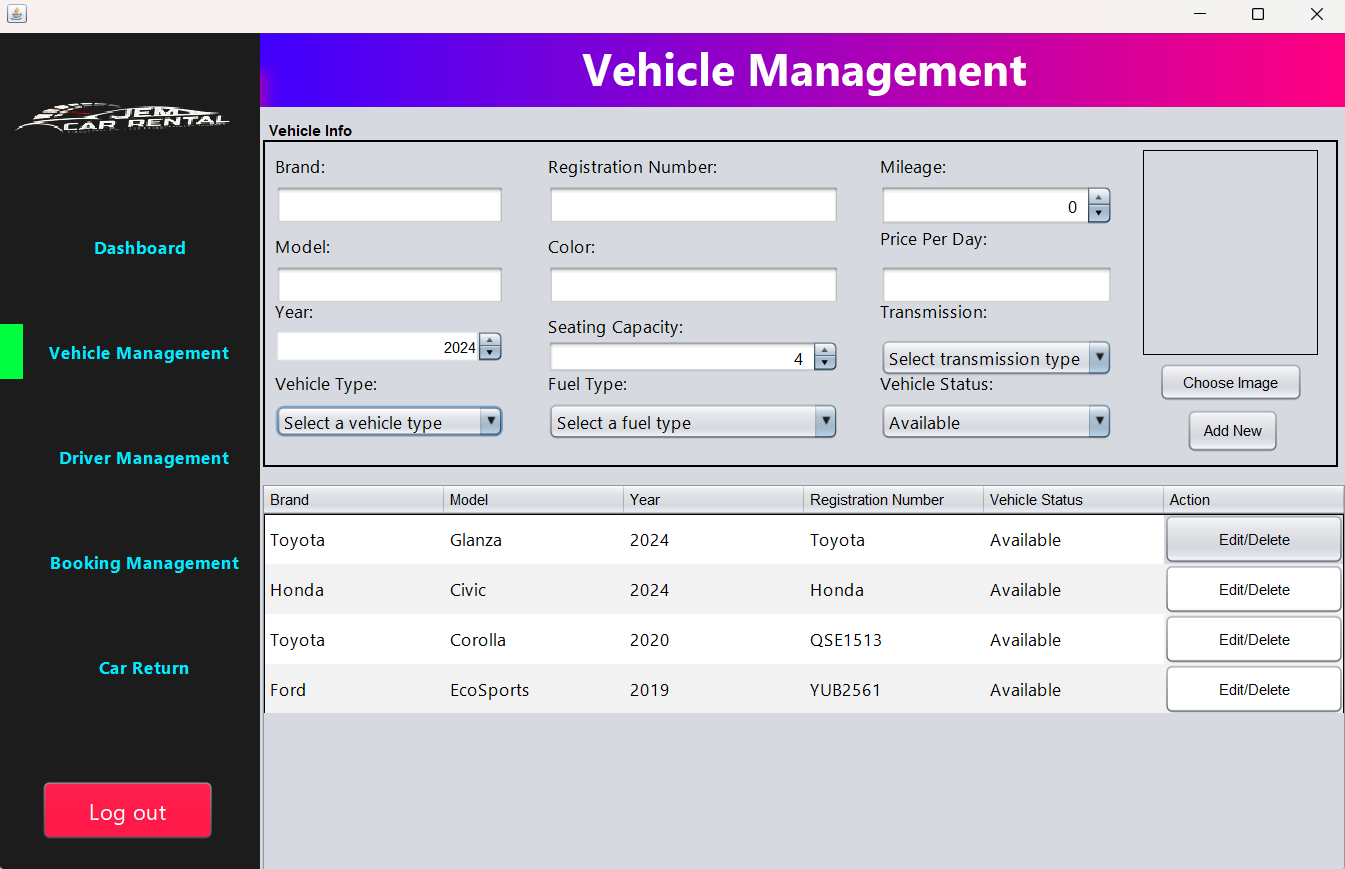 JEM
CAR RENTAL
Dashboard
Vehicle Management
Driver Management
Booking Management
Car Return
Log out
Vehicle Management
Vehicle Info
Brand: Registration Number: Mileage:
0
Model: Color: Price Per Day:
Year: Seating Capacity: Transmission:
2024 4 Select transmission type
Vehicle Type: Fuel Type: Vehicle Status:
Select a vehicle type Select a fuel type Available
Choose Image
Add New
Brand Model Year Registration Number Vehicle Status Action
Toyota Glanza 2024 Toyota Available Edit/Delete
Honda Civic 2024 Honda Available Edit/Delete
Toyota Corolla 2020 QSE1513 Available Edit/Delete
Ford EcoSports 2019 YUB2561 Available Edit/Delete